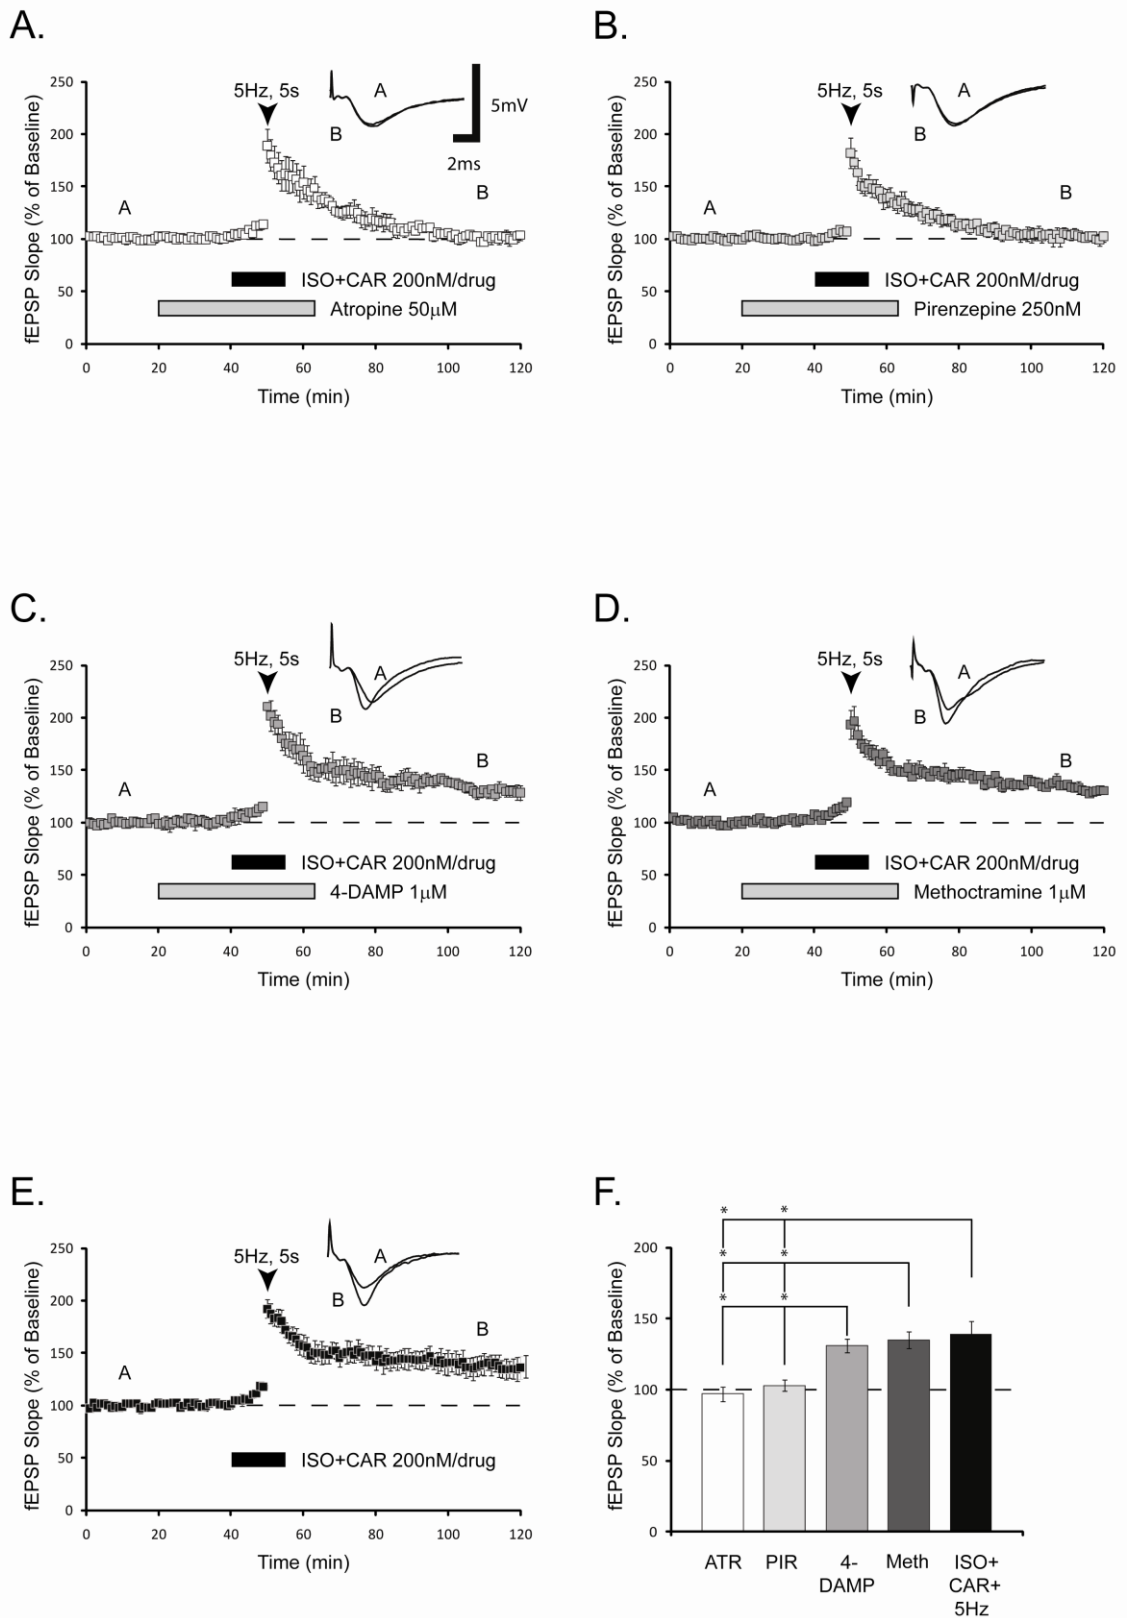 A.
250
200
150
100
50
0
fEPSP Slope (% of Baseline)
5Hz, 5s
A
B
5mV
2ms
A
B
ISO+CAR 200nM/drug
Atropine 50µM
0 20 40 60 80 100 120
Time (min)
B.
250
200
150
100
50
0
fEPSP Slope (% of Baseline)
5Hz, 5s
A
B
A
B
ISO+CAR 200nM/drug
Pirenzepine 250nM
0 20 40 60 80 100 120
Time (min)
C.
250
200
150
100
50
0
fEPSP Slope (% of Baseline)
5Hz, 5s
A
B
A
B
ISO+CAR 200nM/drug
4-DAMP 1µM
0 20 40 60 80 100 120
Time (min)
D.
250
200
150
100
50
0
fEPSP Slope (% of Baseline)
5Hz, 5s
A
B
A
B
ISO+CAR 200nM/drug
Methoctramine 1µM
0 20 40 60 80 100 120
Time (min)
E.
250
200
150
100
50
0
fEPSP Slope (% of Baseline)
5Hz, 5s
A
B
A
B
ISO+CAR 200nM/drug
0 20 40 60 80 100 120
Time (min)
F.
* *
* *
* *
200
150
100
50
0
fEPSP Slope (% of Baseline)
ATR
PIR
4-
DAMP
Meth
ISO+
CAR+
5Hz